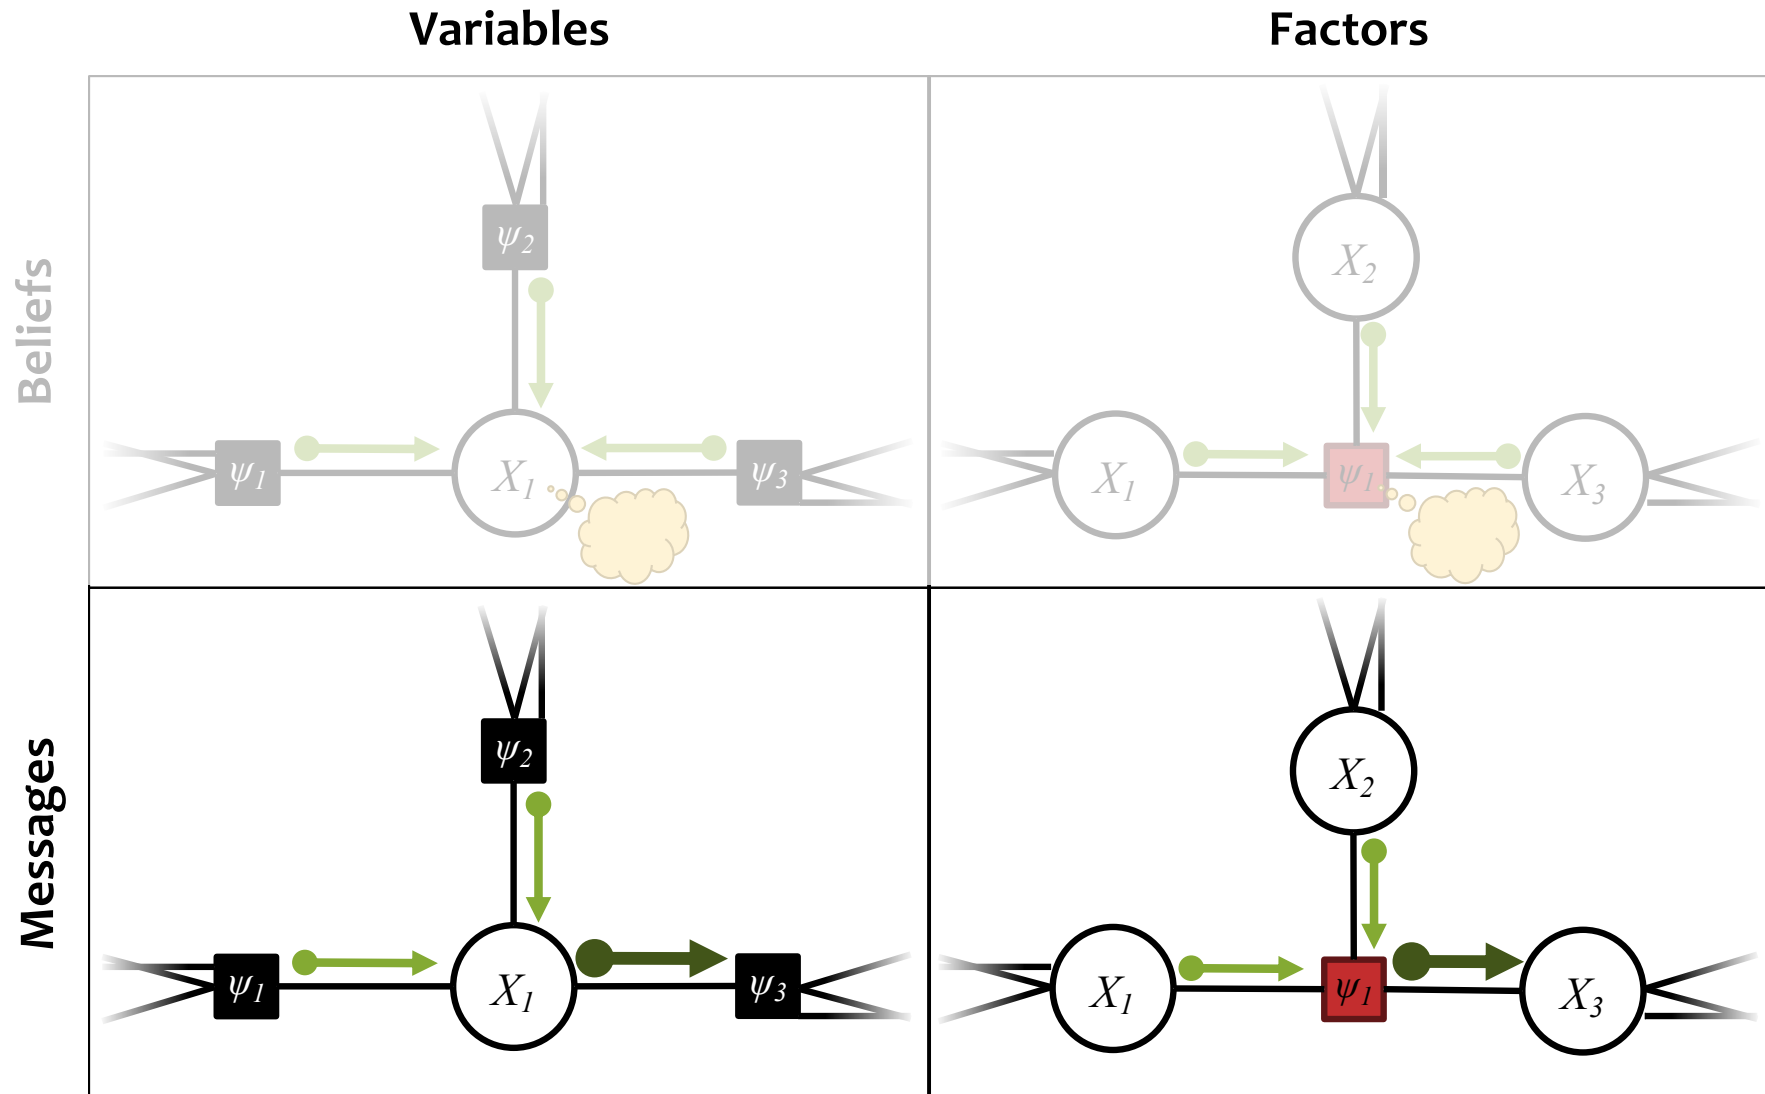 Variables
Factors
Beliefs
ψ2
X1
ψ1
ψ3
X2
X1
ψ1
X3
Messages
ψ2
ψ1
X1
ψ3
X2
X1
ψ1
X3